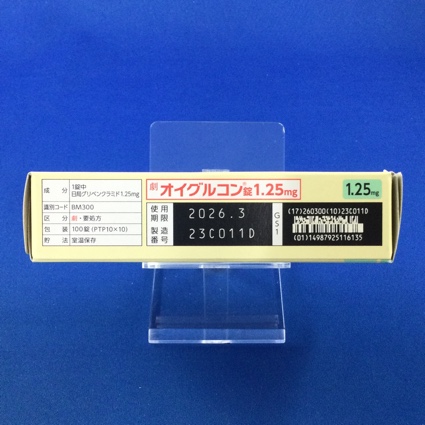 成 分 1錠中
日局グリベンクラミド1.25mg
識別コード BM300
区 分 劇・要処方
包 装 100錠 (PTP10×10)
貯 法 室温保存
劇 オイグルコン®錠1.25mg
使用
期限 2026.3
製造
番号 23C011D
GS1
1.25mg
(17)260300(10)23C011D
(01)14987925116135